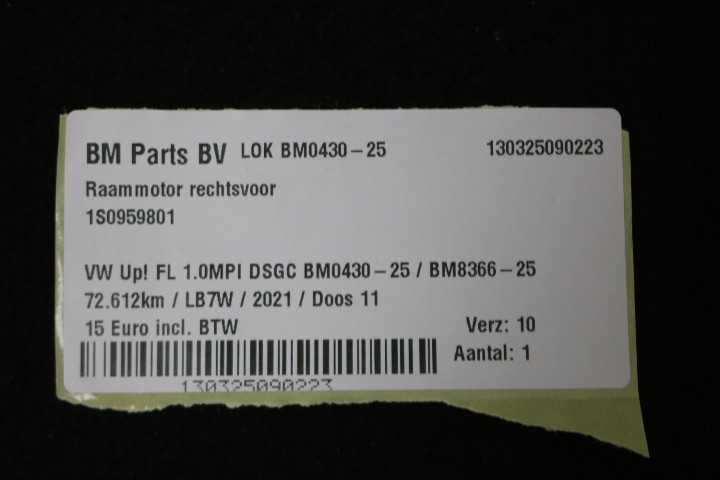 BM Parts BV LOK BM0430-25 130325090223
Raammotor rechtsvoor
1S0959801
VW Up! FL 1.0MPI DSGC BM0430-25 / BM8366-25
72.612km / LB7W / 2021 / Doos 11
15 Euro incl. BTW Verz: 10
Aantal: 1
130325090223